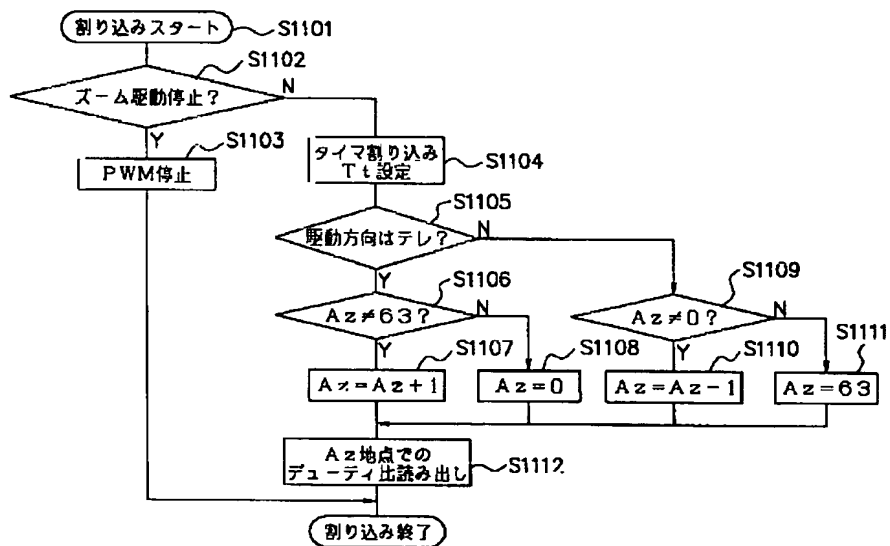 割り込みスタート
S1101
S1102
ズーム駆動停止?
N
Y
S1103
PWM停止
タイマ割り込み
Tt設定
S1104
S1105
駆動方向はテレ?
N
Y
S1106
Az≠63?
N
Y
S1109
Az≠0?
N
Y
S1107
Az=Az+1
S1108
Az=0
S1110
Az=Az-1
S1111
Az=63
Az地点での
デューティ比読み出し
S1112
割り込み終了